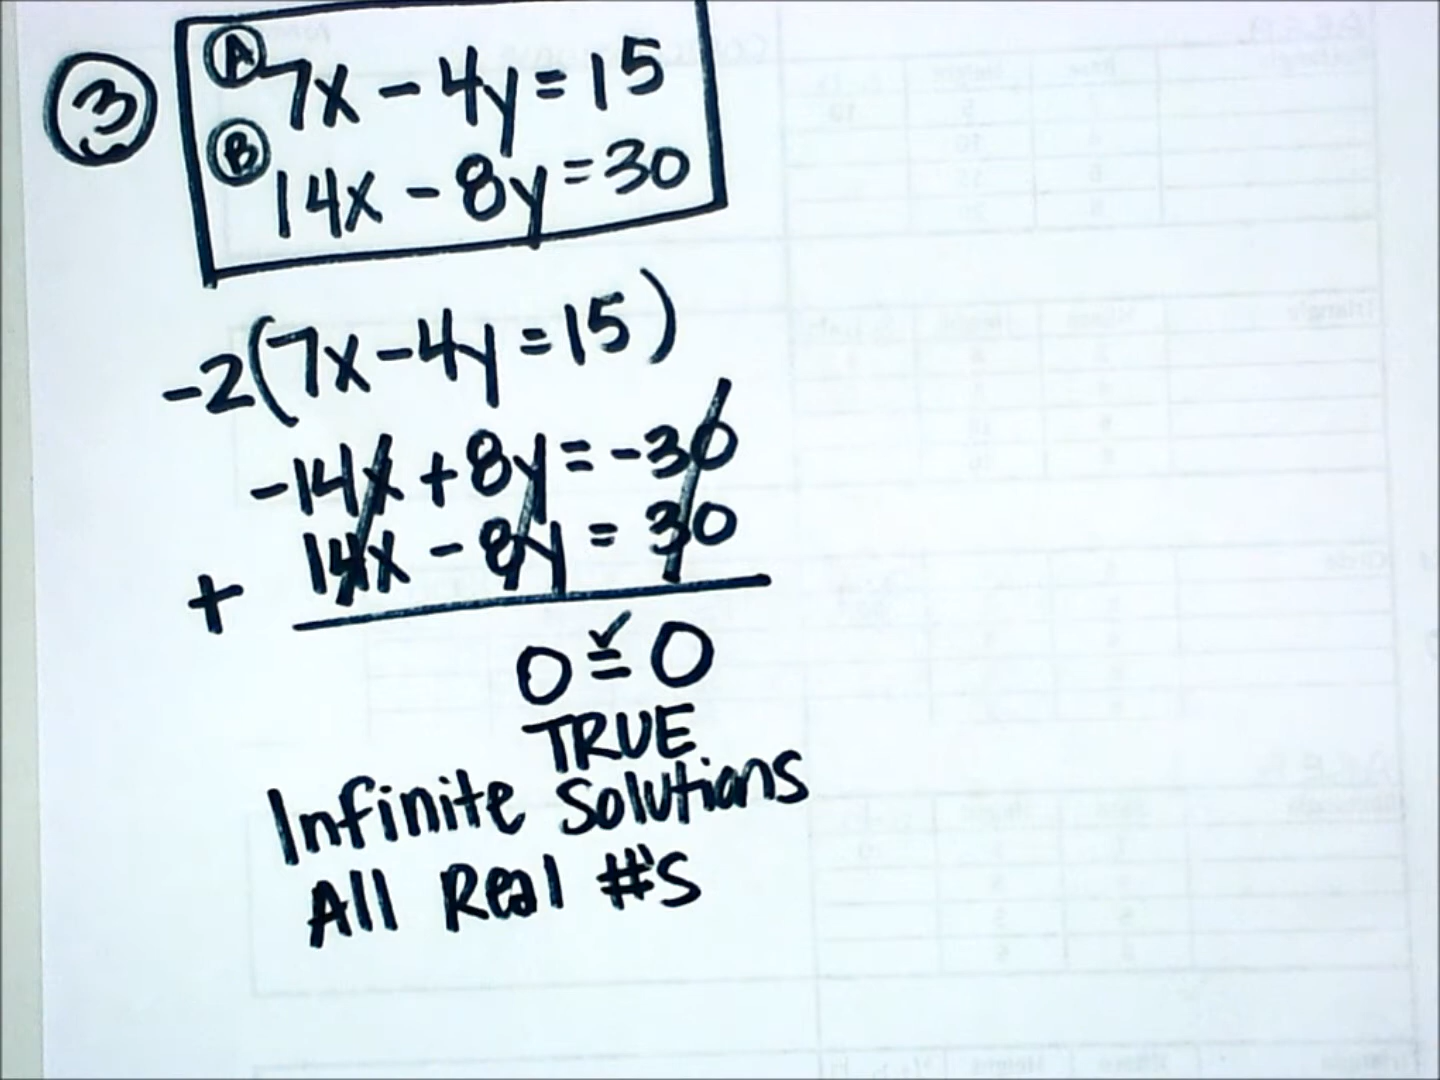 3
A 7x - 4y = 15
B 14x - 8y = 30
-2(7x - 4y = 15)
-14x + 8y = -30
+ 14x - 8y = 30
0 = 0
TRUE
Infinite Solutions
All Real #'s